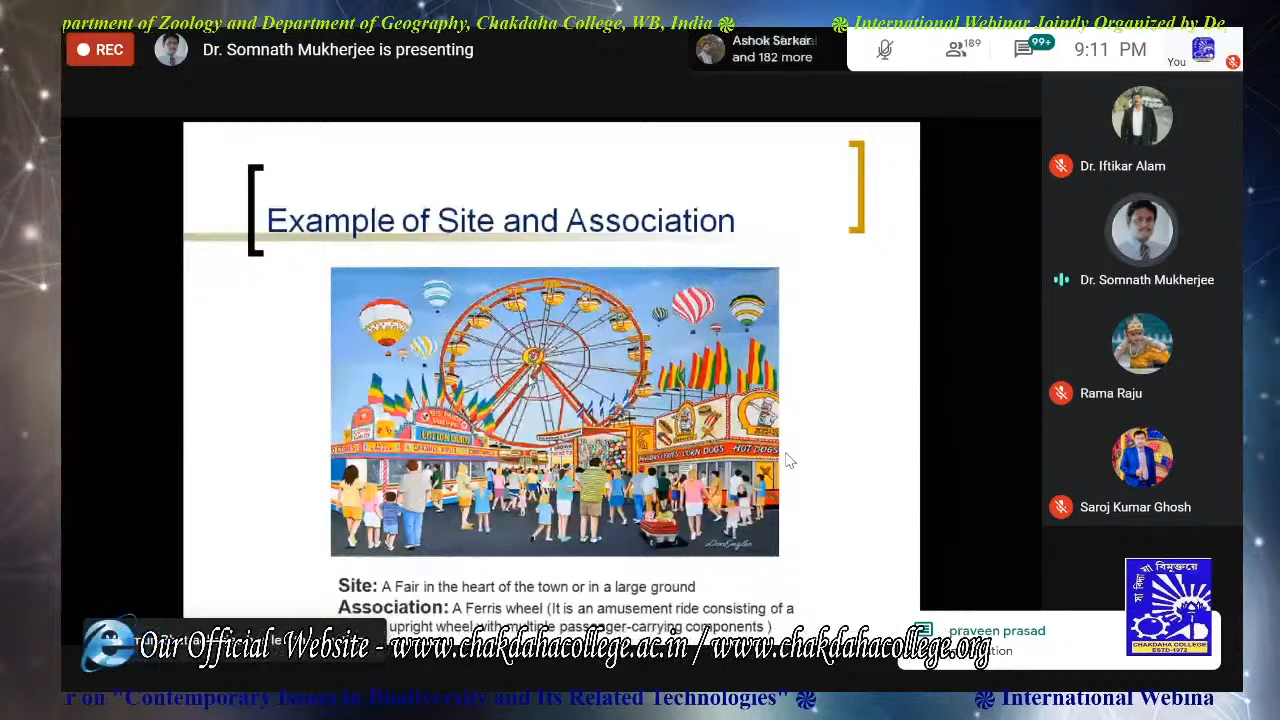 partment of Zoology and Department of Geography, Chakdaha College, WB, India ❉ ❉ International Webinar Jointly Organized by De
REC
Dr. Somnath Mukherjee is presenting
Ashok Sarkar
and 182 more
189
99+
9:11 PM
You
Dr. Iftikar Alam
Dr. Somnath Mukherjee
Rama Raju
Saroj Kumar Ghosh
Example of Site and Association
CORN DOGS
HOT DOGS
Site: A Fair in the heart of the town or in a large ground
Association: A Ferris wheel (It is an amusement ride consisting of a
upright wheel with multiple passenger-carrying components )
praveen prasad
Our Official Website - www.chakdahacollege.ac.in / www.chakdahacollege.org
সা বিদ্যা যা বিমুক্তয়ে
CHAKDAHA COLLEGE
ESTD-1972
r on "Contemporary Issues in Biodiversity and Its Related Technologies" ❉ ❉ International Webina